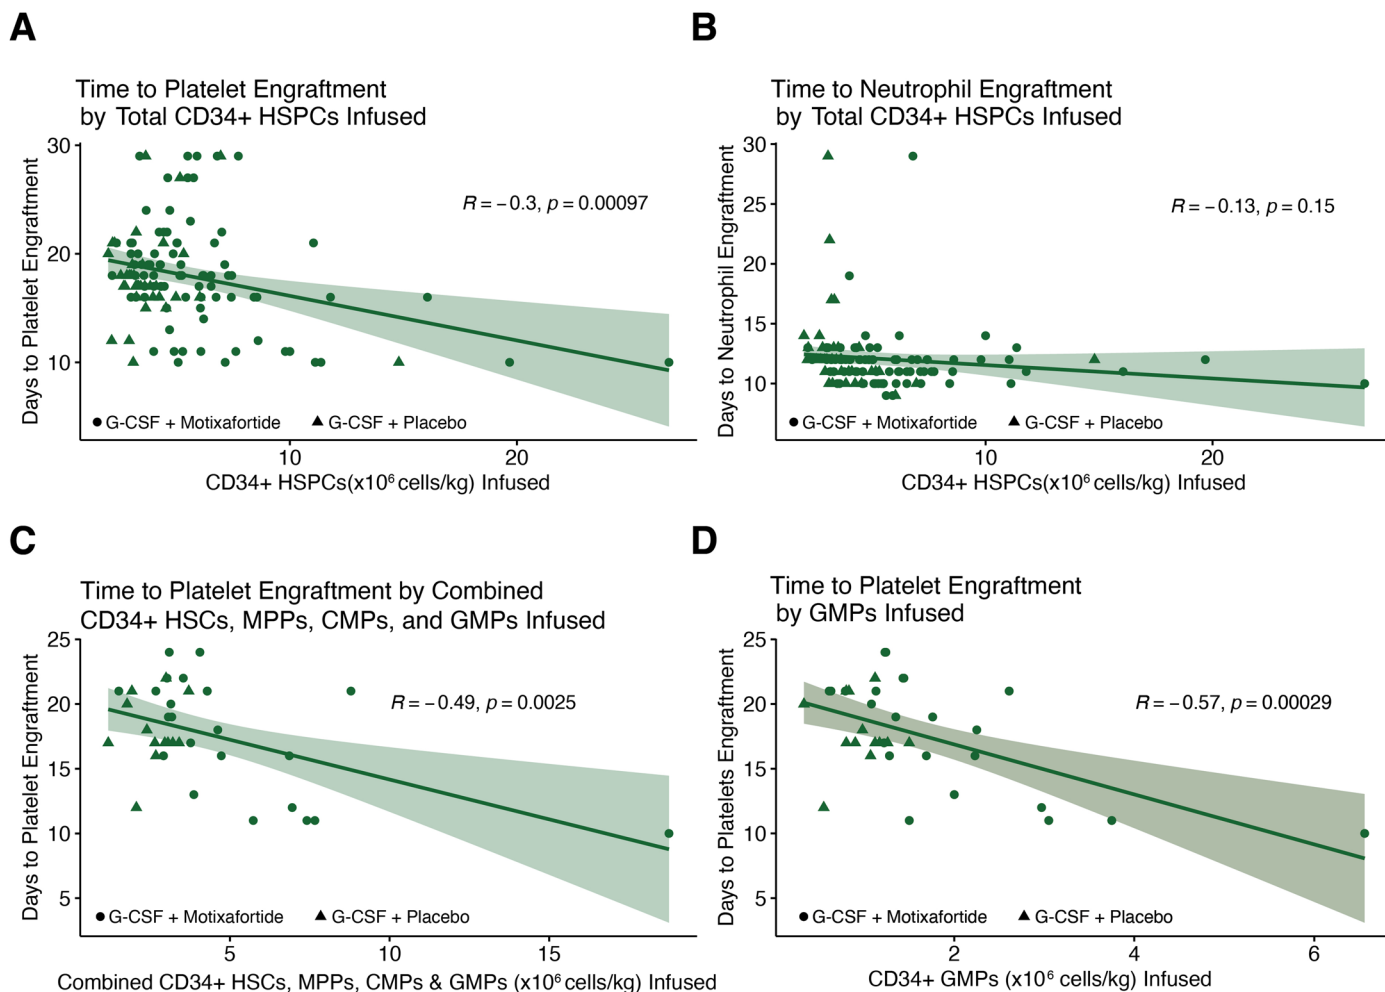 A
Time to Platelet Engraftment
by Total CD34+ HSPCs Infused
Days to Platelet Engraftment
30
20
10
R = −0.3, p = 0.00097
G-CSF + Motixafortide
G-CSF + Placebo
10
20
CD34+ HSPCs(x10⁶ cells/kg) Infused
B
Time to Neutrophil Engraftment
by Total CD34+ HSPCs Infused
Days to Neutrophil Engraftment
30
25
20
15
10
R = −0.13, p = 0.15
G-CSF + Motixafortide
G-CSF + Placebo
10
20
CD34+ HSPCs(x10⁶ cells/kg) Infused
C
Time to Platelet Engraftment by Combined
CD34+ HSCs, MPPs, CMPs, and GMPs Infused
Days to Platelet Engraftment
25
20
15
10
5
R = −0.49, p = 0.0025
G-CSF + Motixafortide
G-CSF + Placebo
5
10
15
Combined CD34+ HSCs, MPPs, CMPs & GMPs (x10⁶ cells/kg) Infused
D
Time to Platelet Engraftment
by GMPs Infused
Days to Platelets Engraftment
25
20
15
10
5
R = −0.57, p = 0.00029
G-CSF + Motixafortide
G-CSF + Placebo
2
4
6
CD34+ GMPs (x10⁶ cells/kg) Infused